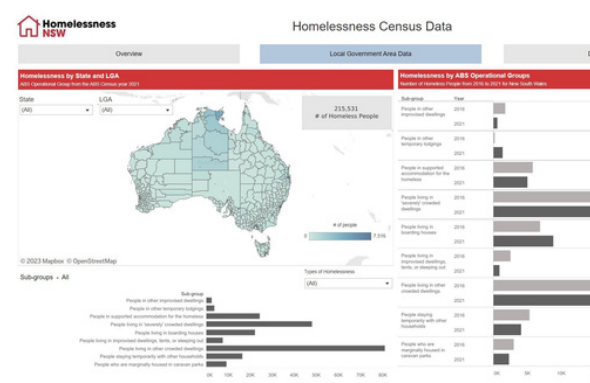 Homelessness
NSW
Homelessness Census Data
Overview
Local Government Area Data
D
Homelessness by State and LGA
ABS Operational Group from the ABS Census year 2021
State
LGA
(All)
(All)
215,531
# of Homeless People
# of people
0
7,016
© 2023 Mapbox © OpenStreetMap
Sub-groups - All
Types of Homelessness
(All)
Sub-group
People in other improvised dwellings
People in other temporary lodgings
People in supported accommodation for the homeless
People living in 'severely' crowded dwellings
People living in boarding houses
People living in improvised dwellings, tents, or sleeping out
People living in other crowded dwellings
People staying temporarily with other households
People who are marginally housed in caravan parks
0K 10K 20K 30K 40K 50K 60K 70K 80K
Homelessness by ABS Operational Groups
Number of Homeless People from 2016 to 2021 for New South Wales
Sub-group
Year
People in other
improvised dwellings
2016
2021
People in other
temporary lodgings
2016
2021
People in supported
accommodation for the
homeless
2016
2021
People living in
'severely' crowded
dwellings
2016
2021
People living in
boarding houses
2016
2021
People living in
improvised dwellings,
tents, or sleeping out
2016
2021
People living in other
crowded dwellings
2016
2021
People staying
temporarily with other
households
2016
2021
People who are
marginally housed in
caravan parks
2016
2021
0K 5K 10K